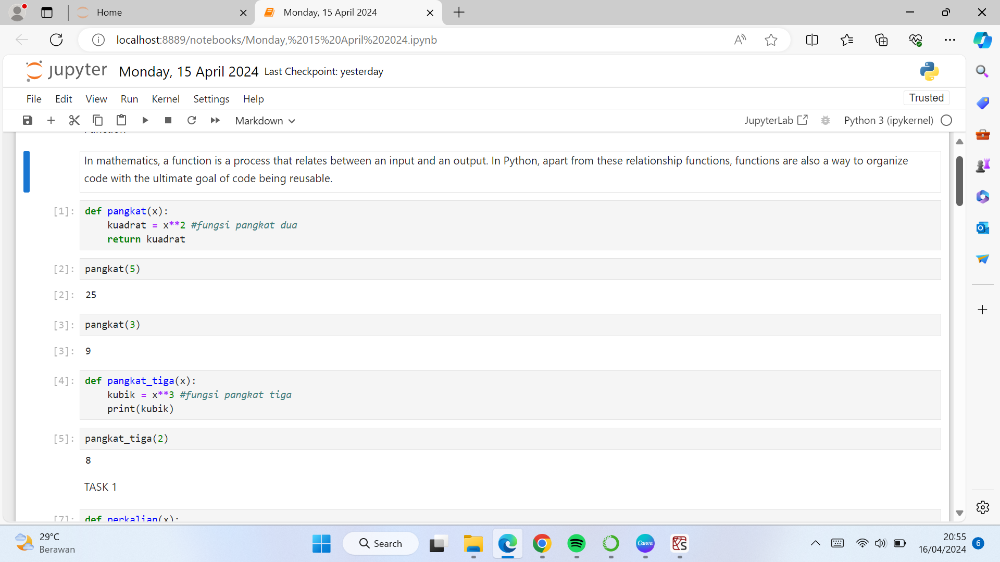 Home
Monday, 15 April 2024
localhost:8889/notebooks/Monday,%2015%20April%202024.ipynb
jupyter
Monday, 15 April 2024 Last Checkpoint: yesterday
File Edit View Run Kernel Settings Help
Trusted
Markdown
JupyterLab
Python 3 (ipykernel)
Function
In mathematics, a function is a process that relates between an input and an output. In Python, apart from these relationship functions, functions are also a way to organize
code with the ultimate goal of code being reusable.
[1]: def pangkat(x):
kuadrat = x**2 #fungsi pangkat dua
return kuadrat
[2]: pangkat(5)
[2]: 25
[3]: pangkat(3)
[3]: 9
[4]: def pangkat_tiga(x):
kubik = x**3 #fungsi pangkat tiga
print(kubik)
[5]: pangkat_tiga(2)
8
TASK 1
[7]: def perkalian(x):
29°C
Berawan
Search
Canva
20:55
16/04/2024
6